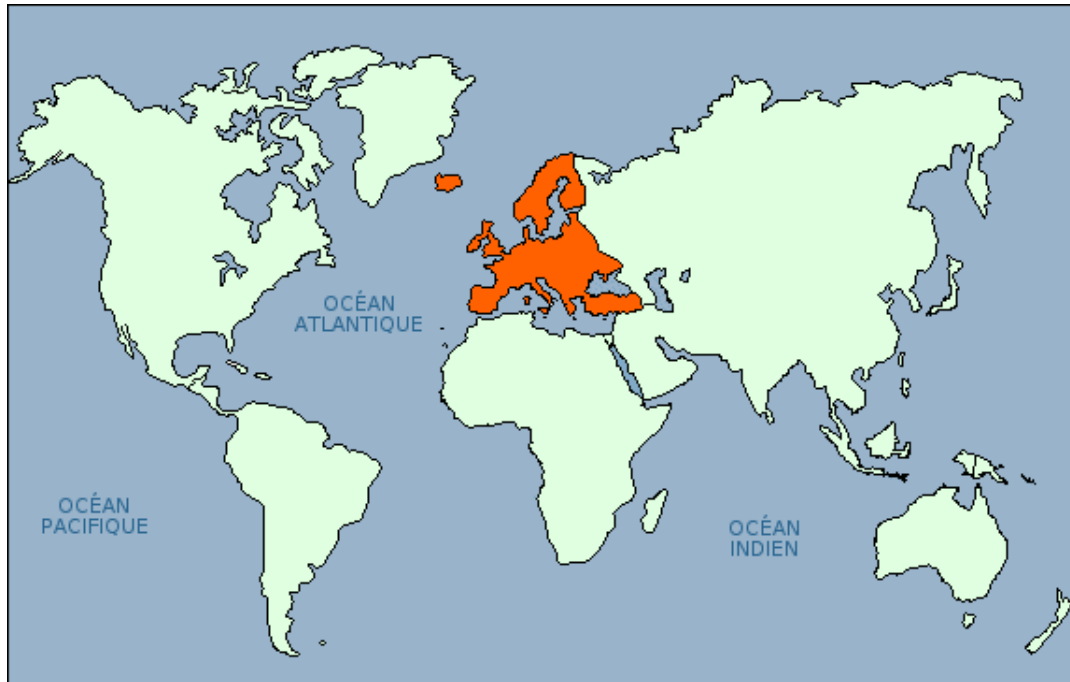 OCÉAN
ATLANTIQUE
OCÉAN
PACIFIQUE
OCÉAN
INDIEN